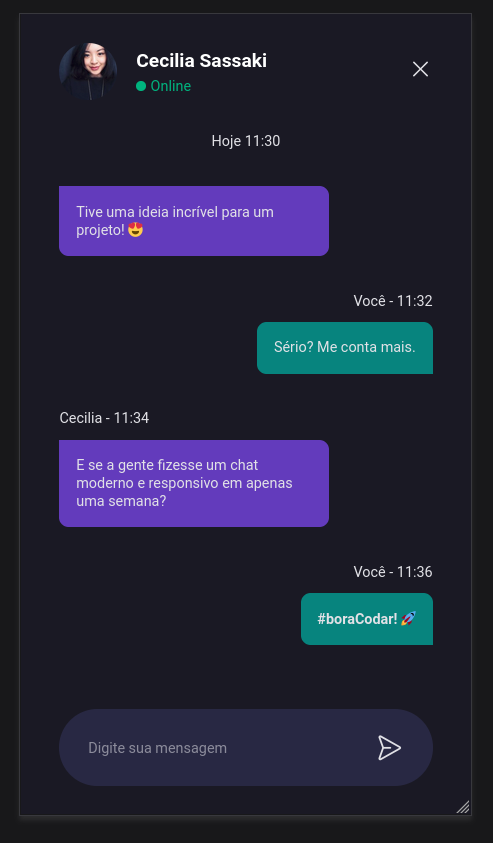 Cecilia Sassaki
Online
Hoje 11:30
Tive uma ideia incrível para um
projeto! 😍
Você - 11:32
Sério? Me conta mais.
Cecilia - 11:34
E se a gente fizesse um chat
moderno e responsivo em apenas
uma semana?
Você - 11:36
#boraCodar! 🚀
Digite sua mensagem